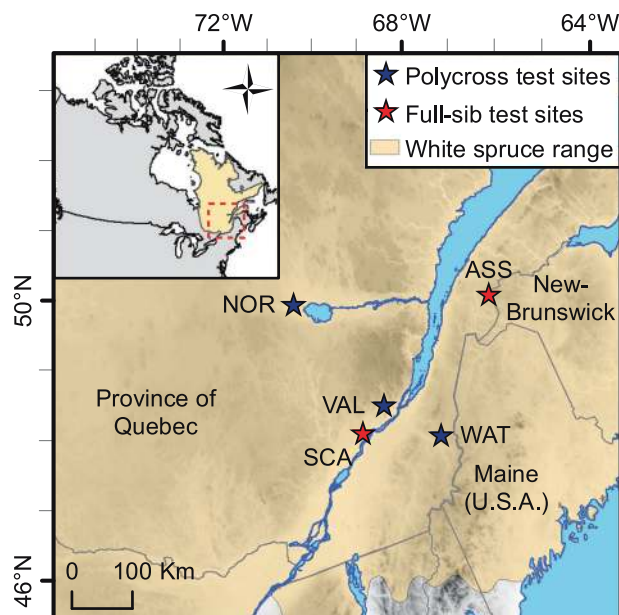 72°W 68°W 64°W
Polycross test sites
Full-sib test sites
White spruce range
ASS
50°N
NOR
New-
Brunswick
Province of
Quebec
VAL
WAT
SCA
Maine
(U.S.A.)
46°N
0 100 Km